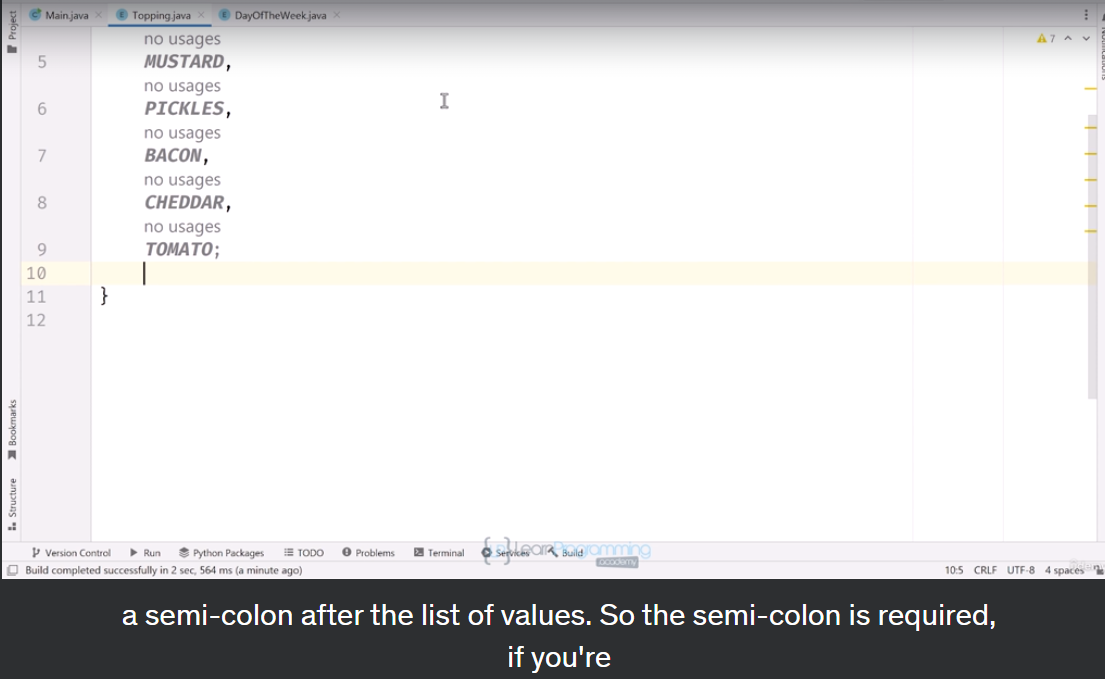 Project
Main.java
Topping.java
DayOfTheWeek.java
7
no usages
5 MUSTARD,
no usages
6 PICKLES,
no usages
7 BACON,
no usages
8 CHEDDAR,
no usages
9 TOMATO;
10
11 }
12
Bookmarks
Structure
Version Control Run Python Packages TODO Problems Terminal Services Build
LearnProgramming
academy
Build completed successfully in 2 sec, 564 ms (a minute ago) 10:5 CRLF UTF-8 4 spaces
a semi-colon after the list of values. So the semi-colon is required,
if you're